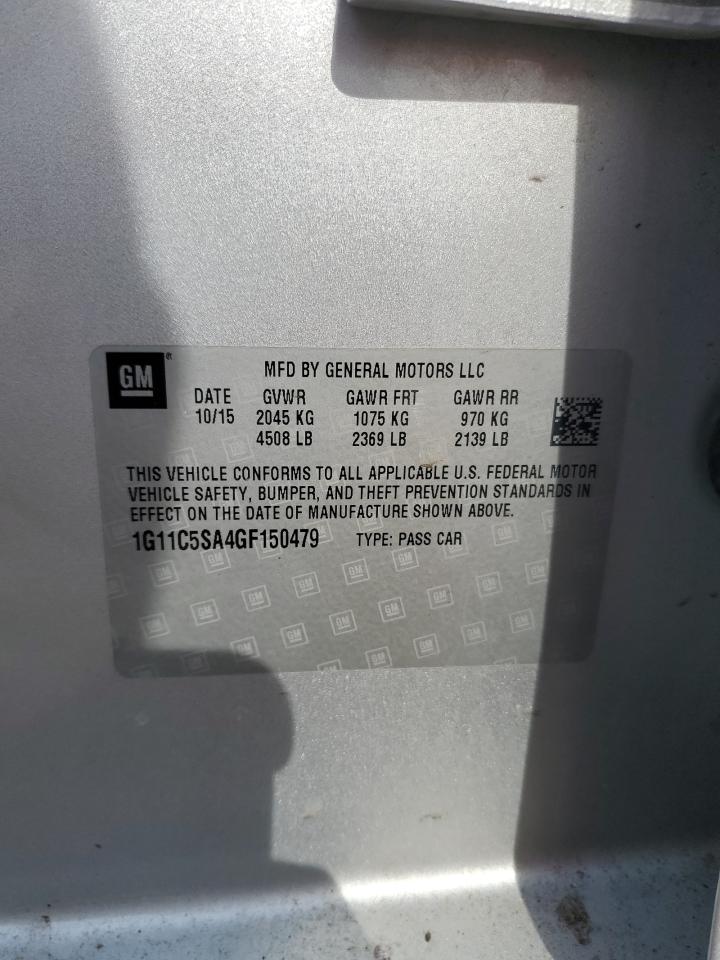 GM
MFD BY GENERAL MOTORS LLC
DATE GVWR GAWR FRT GAWR RR
10/15 2045 KG 1075 KG 970 KG
4508 LB 2369 LB 2139 LB
THIS VEHICLE CONFORMS TO ALL APPLICABLE U.S. FEDERAL MOTOR
VEHICLE SAFETY, BUMPER, AND THEFT PREVENTION STANDARDS IN
EFFECT ON THE DATE OF MANUFACTURE SHOWN ABOVE.
1G11C5SA4GF150479 TYPE: PASS CAR